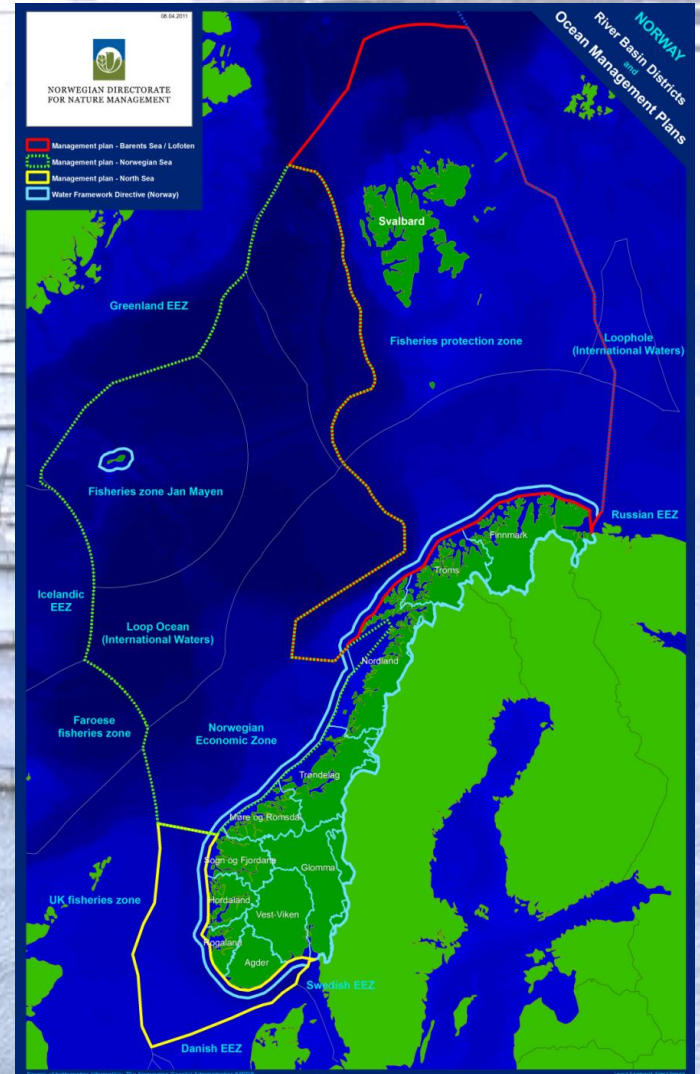 08.04.2011
NORWEGIAN DIRECTORATE
FOR NATURE MANAGEMENT
Management plan - Barents Sea / Lofoten
Management plan - Norwegian Sea
Management plan - North Sea
Water Framework Directive (Norway)
NORWAY
River Basin Districts
and
Ocean Management Plans
Svalbard
Greenland EEZ
Fisheries protection zone
Loophole
(International Waters)
Fisheries zone Jan Mayen
Russian EEZ
Finnmark
Troms
Icelandic
EEZ
Loop Ocean
(International Waters)
Nordland
Faroese
fisheries zone
Norwegian
Economic Zone
Trøndelag
Møre og Romsdal
Sogn og Fjordane
Glomma
UK fisheries zone
Hordaland
Vest-Viken
Rogaland
Agder
Swedish EEZ
Danish EEZ